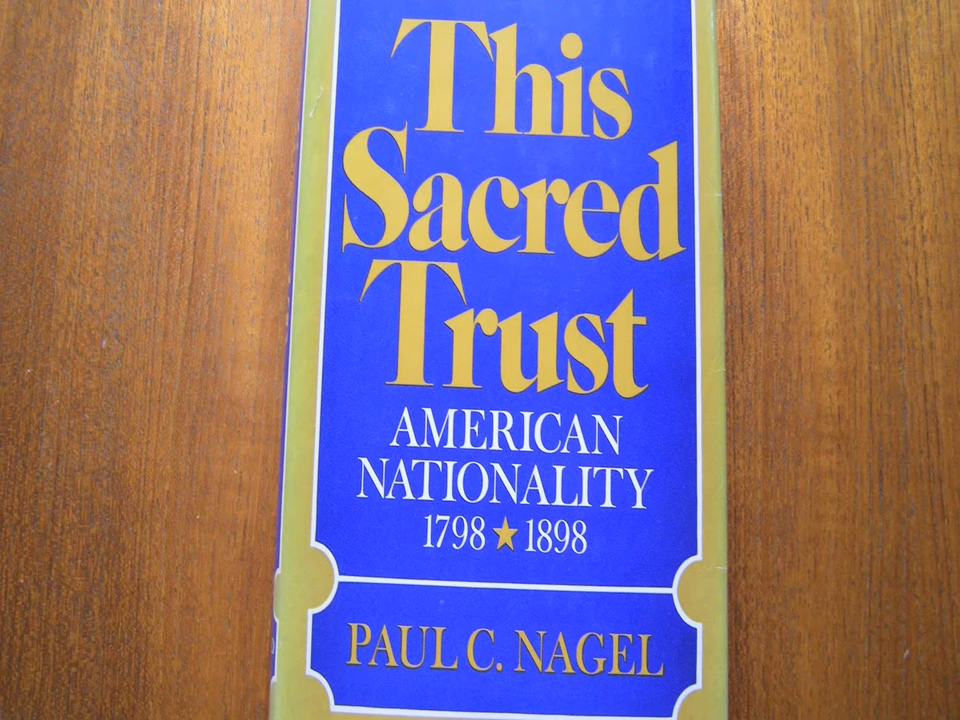 This
Sacred
Trust
AMERICAN
NATIONALITY
1798 ★ 1898
PAUL C. NAGEL